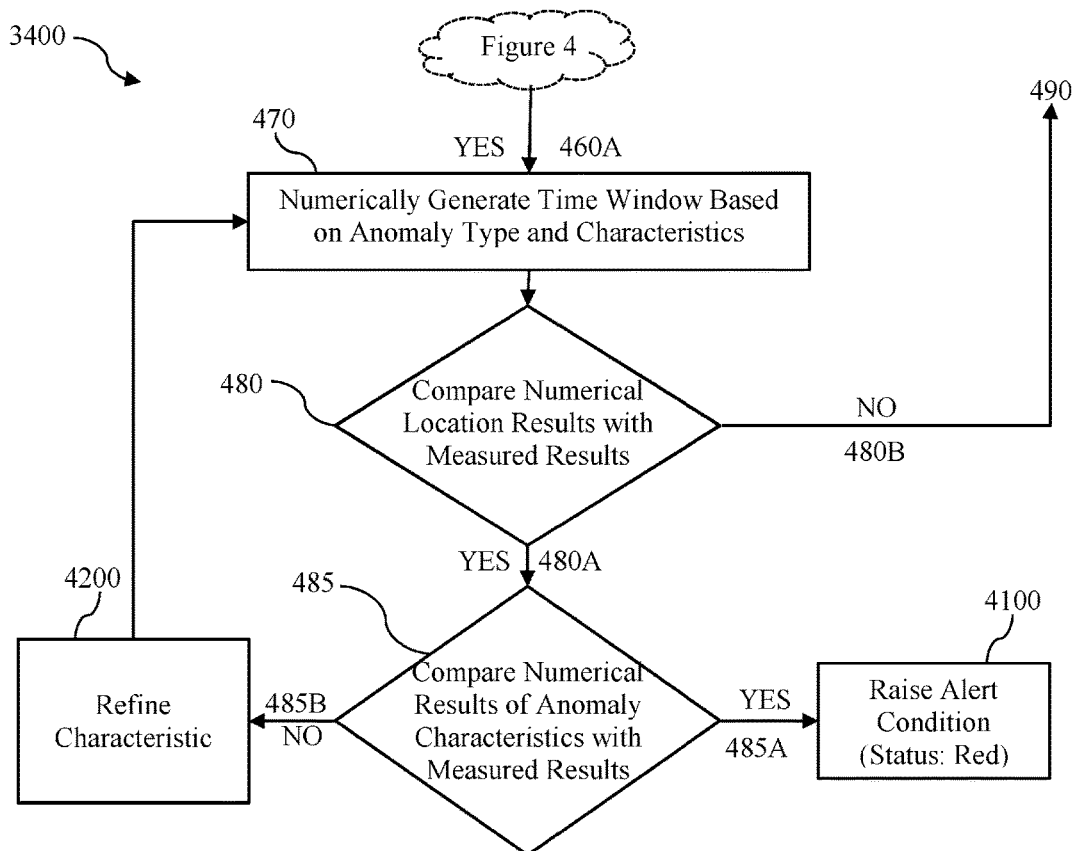 3400
Figure 4
490
470
YES 460A
Numerically Generate Time Window Based
on Anomaly Type and Characteristics
480
Compare Numerical
Location Results with
Measured Results
NO
480B
YES 480A
4200
485
4100
Refine
Characteristic
485B
NO
Compare Numerical
Results of Anomaly
Characteristics with
Measured Results
YES
485A
Raise Alert
Condition
(Status: Red)